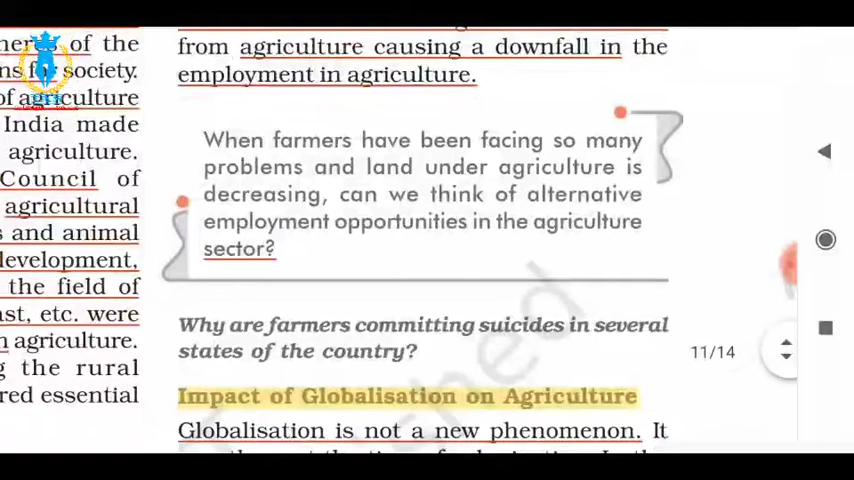 heres of the
ns for society.
of agriculture
India made
agriculture.
Council of
agricultural
s and animal
development,
the field of
ast, etc. were
n agriculture.
g the rural
red essential
from agriculture causing a downfall in the
employment in agriculture.
When farmers have been facing so many
problems and land under agriculture is
decreasing, can we think of alternative
employment opportunities in the agriculture
sector?
Why are farmers committing suicides in several
states of the country?
Impact of Globalisation on Agriculture
Globalisation is not a new phenomenon. It
11/14